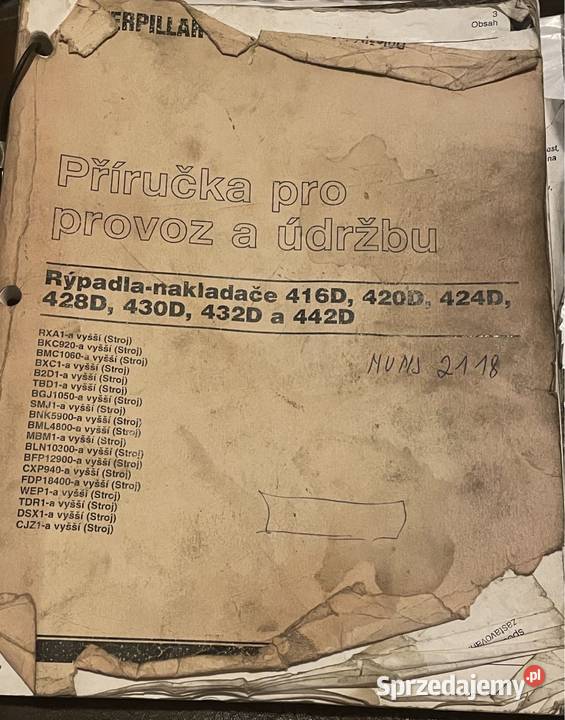 3
Obsah
ERPILLAR
Příručka pro
provoz a údržbu
Rýpadla-nakladače 416D, 420D, 424D,
428D, 430D, 432D a 442D
RXA1-a vyšší (Stroj)
BKC920-a vyšší (Stroj)
BMC1060-a vyšší (Stroj)
BXC1-a vyšší (Stroj)
B2D1-a vyšší (Stroj)
TBD1-a vyšší (Stroj)
BGJ1050-a vyšší (Stroj)
SMJ1-a vyšší (Stroj)
BNK5900-a vyšší (Stroj)
BML4800-a vyšší (Stroj)
MBM1-a vyšší (Stroj)
BLN10300-a vyšší (Stroj)
BFP12900-a vyšší (Stroj)
CXP940-a vyšší (Stroj)
FDP18400-a vyšší (Stroj)
WEP1-a vyšší (Stroj)
TDR1-a vyšší (Stroj)
DSX1-a vyšší (Stroj)
CJZ1-a vyšší (Stroj)
2118
ost,
na
zastavován
Sprzedajemy.pl